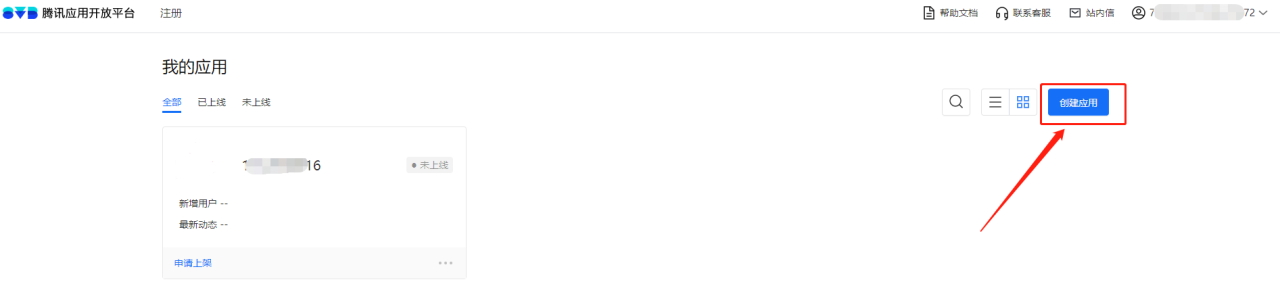 腾讯应用开放平台 注册 帮助文档 联系客服 站内信 7 72
我的应用
全部 已上线 未上线 创建应用
1 16 未上线
新增用户 --
最新动态 --
申请上架